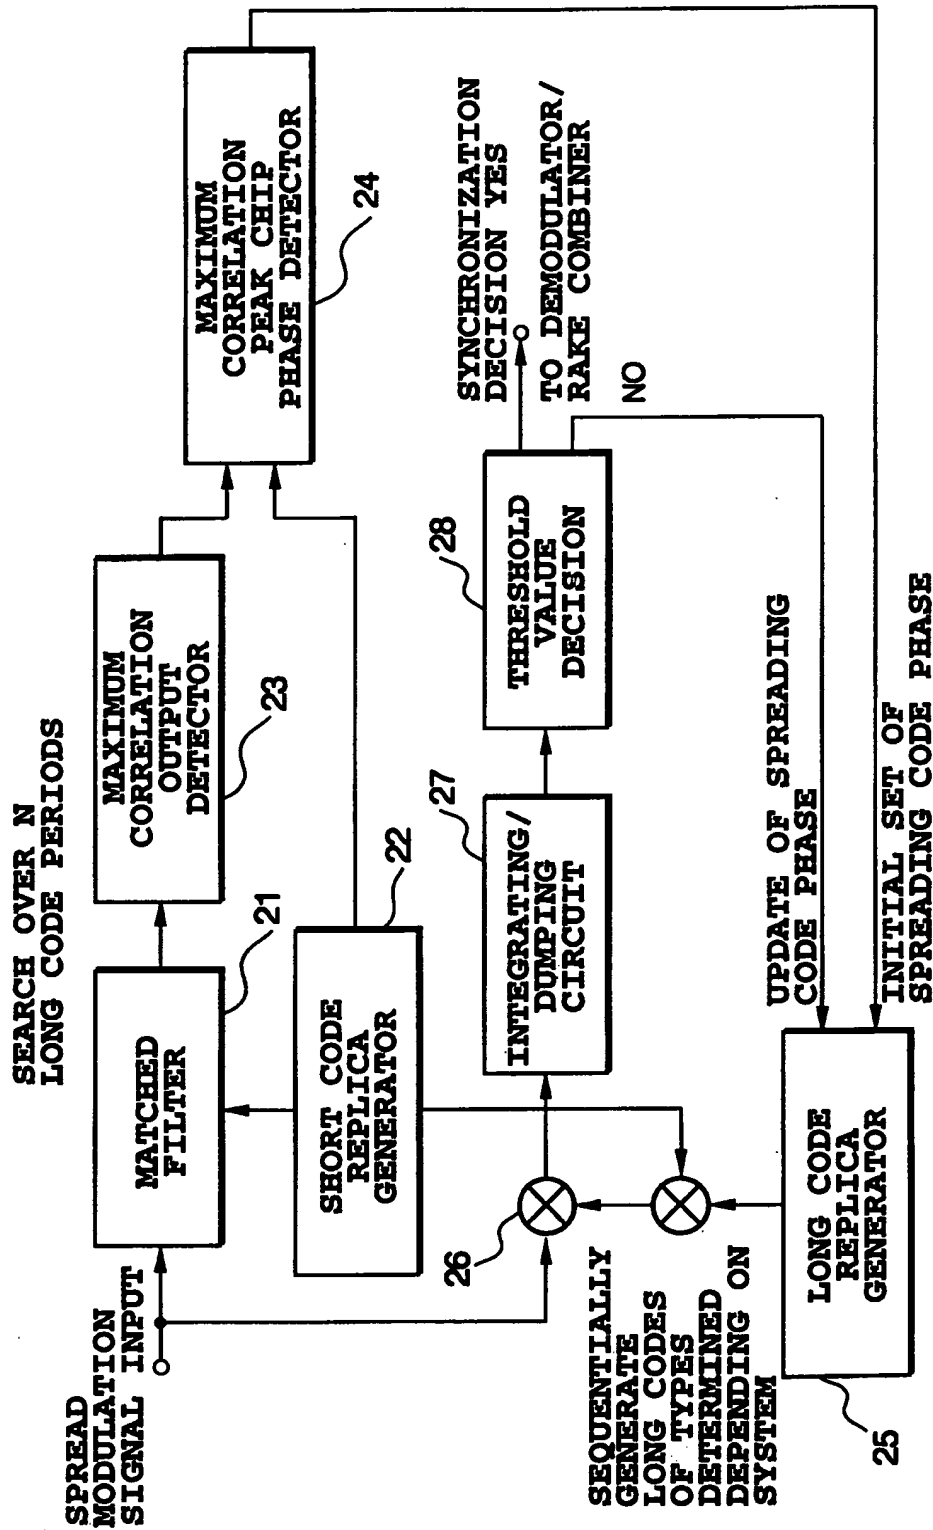 SPREAD
MODULATION
SIGNAL INPUT
SEARCH OVER N
LONG CODE PERIODS
MATCHED
FILTER
21
MAXIMUM
CORRELATION
OUTPUT
DETECTOR
23
MAXIMUM
CORRELATION
PEAK CHIP
PHASE DETECTOR
24
SHORT CODE
REPLICA
GENERATOR
22
26
INTEGRATING/
DUMPING
CIRCUIT
27
THRESHOLD
VALUE
DECISION
28
SYNCHRONIZATION
DECISION YES
TO DEMODULATOR/
RAKE COMBINER
NO
SEQUENTIALLY
GENERATE
LONG CODES
OF TYPES
DETERMINED
DEPENDING ON
SYSTEM
LONG CODE
REPLICA
GENERATOR
25
UPDATE OF SPREADING
CODE PHASE
INITIAL SET OF
SPREADING CODE PHASE